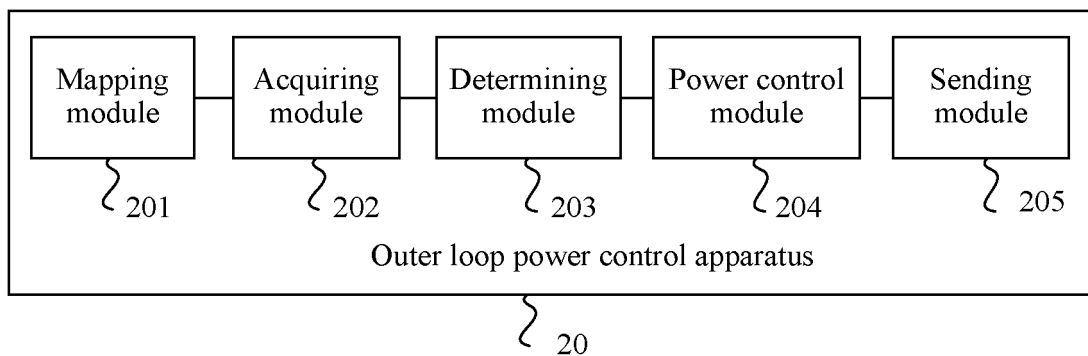 Mapping module
Acquiring module
Determining module
Power control module
Sending module
201
202
203
204
205
Outer loop power control apparatus
20